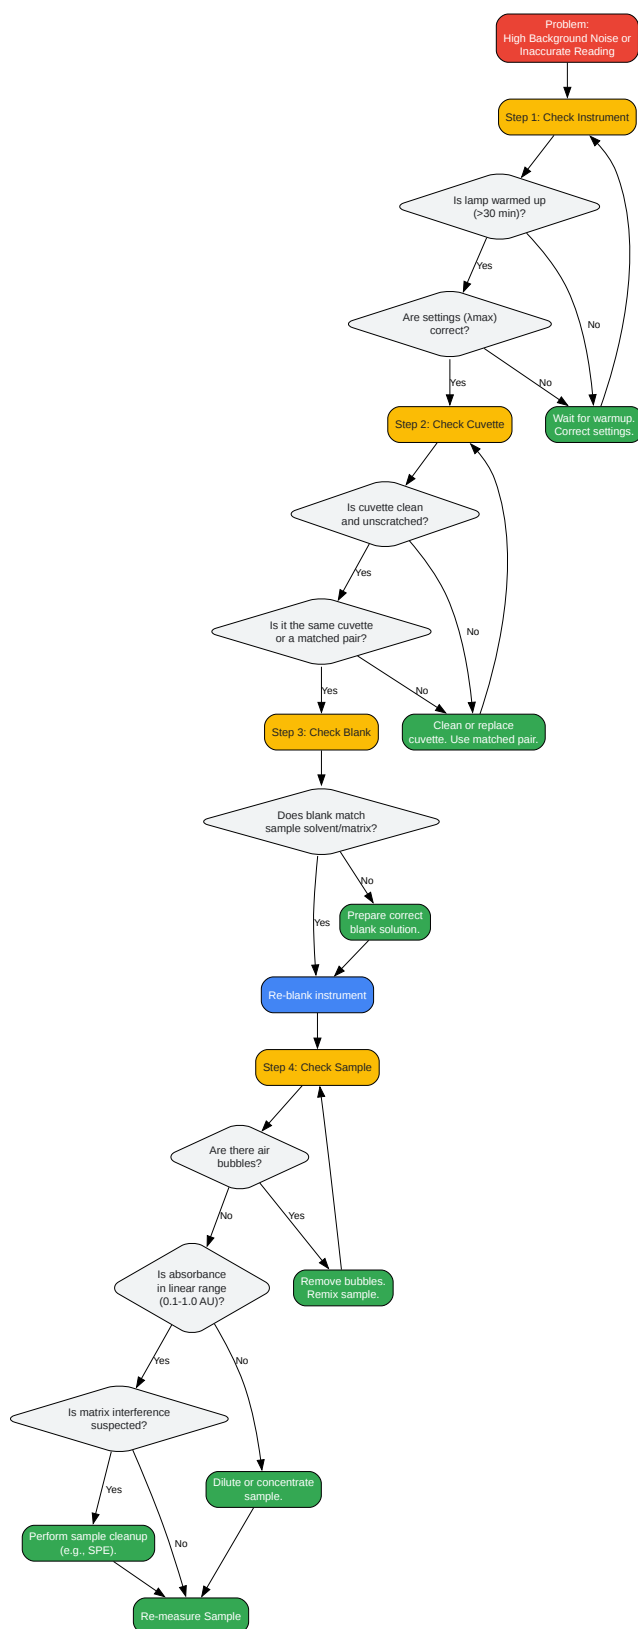 Problem:
High Background Noise or
Inaccurate Reading
Step 1: Check Instrument
Is lamp warmed up
(>30 min)?
Yes
Are settings (λmax)
correct?
No
No
Yes
Wait for warmup.
Correct settings.
Step 2: Check Cuvette
Is cuvette clean
and unscratched?
Yes
Is it the same cuvette
or a matched pair?
No
No
Yes
Clean or replace
cuvette. Use matched pair.
Step 3: Check Blank
Does blank match
sample solvent/matrix?
No
Yes
Prepare correct
blank solution.
Re-blank instrument
Step 4: Check Sample
Are there air
bubbles?
No
Yes
Is absorbance
in linear range
(0.1-1.0 AU)?
Remove bubbles.
Remix sample.
Yes
No
Is matrix interference
suspected?
Yes
Dilute or concentrate
sample.
Perform sample cleanup
(e.g., SPE).
No
Re-measure Sample